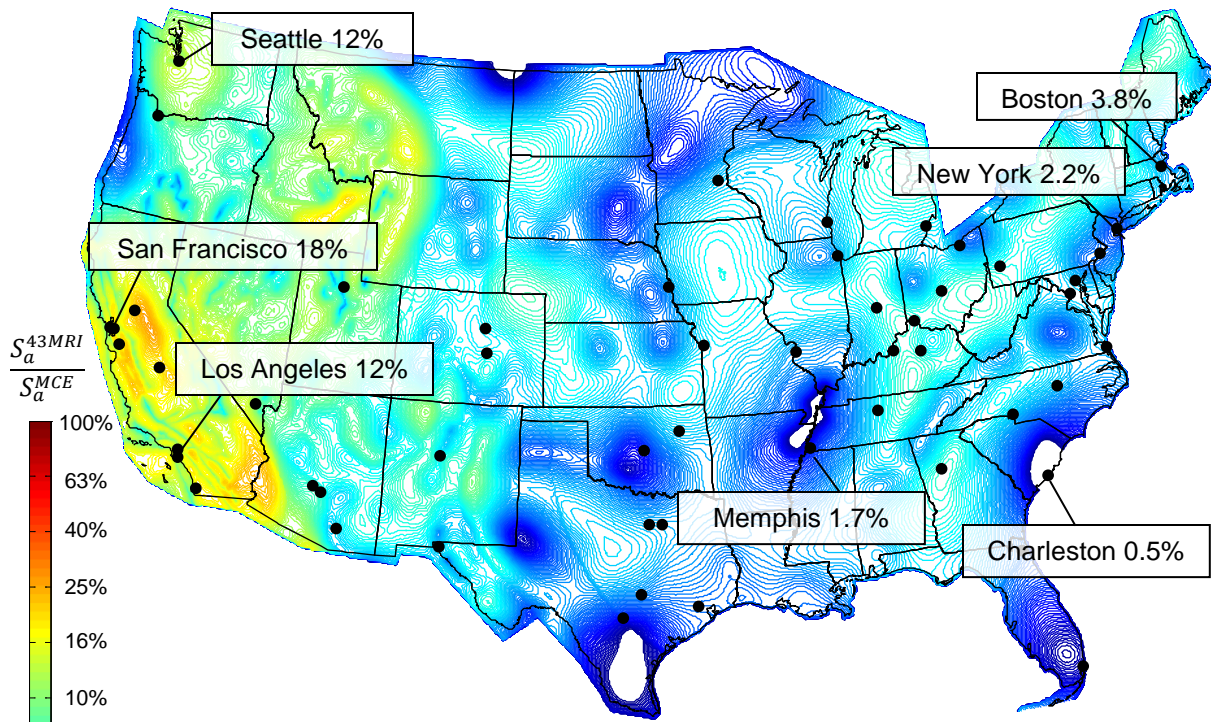 Seattle 12%
Boston 3.8%
New York 2.2%
San Francisco 18%
Los Angeles 12%
S_a^{43MRI}
S_a^{MCE}
100%
63%
40%
25%
16%
10%
Memphis 1.7%
Charleston 0.5%